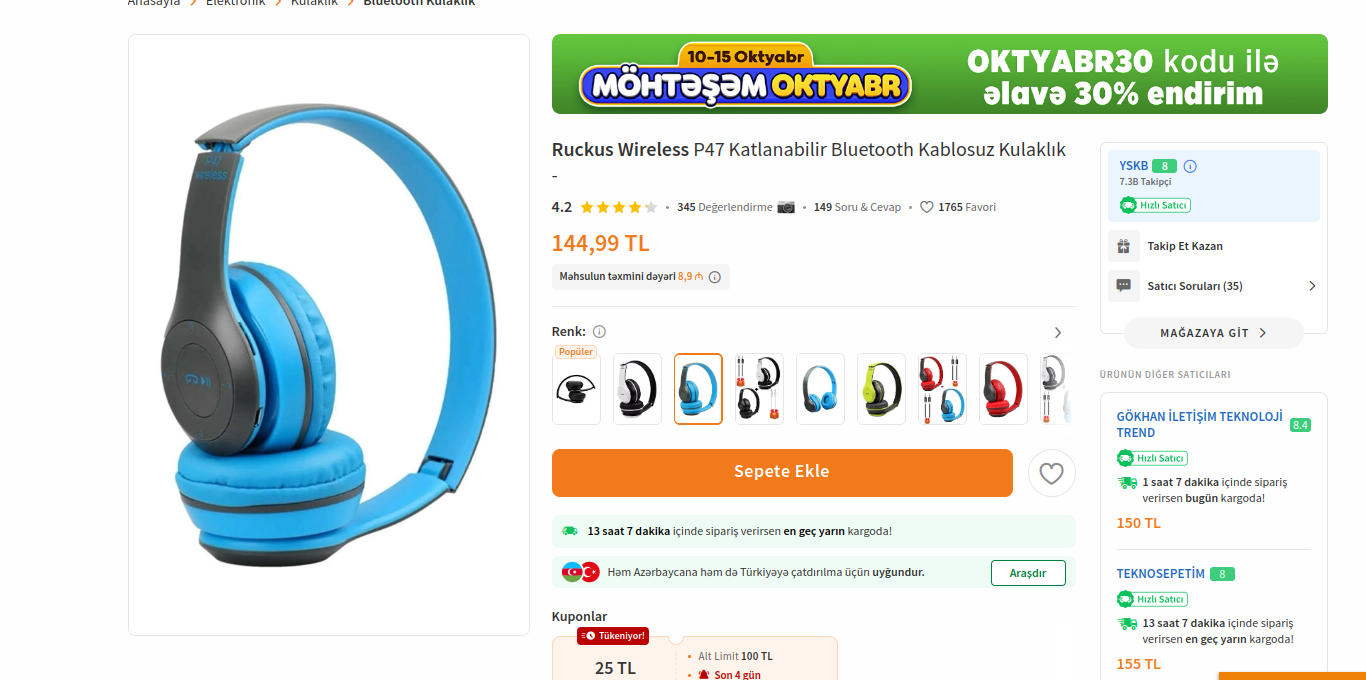 Anasayfa > Elektronik > Kulaklık > Bluetooth Kulaklık
P47
wireless
10-15 Oktyabr
MÖHTƏŞƏM OKTYABR
OKTYABR30 kodu ilə
əlavə 30% endirim
Ruckus Wireless P47 Katlanabilir Bluetooth Kablosuz Kulaklık
-
4.2 • 345 Değerlendirme • 149 Soru & Cevap • 1765 Favori
144,99 TL
Məhsulun təxmini dəyəri 8,9 ₼
Renk:
Popüler
Sepete Ekle
13 saat 7 dakika içinde sipariş verirsen en geç yarın kargoda!
Həm Azərbaycana həm də Türkiyəyə çatdırılma üçün uyğundur.
Araşdır
Kuponlar
Tükeniyor!
25 TL
• Alt Limit 100 TL
• Son 4 gün
YSKB 8
7.3B Takipçi
Hızlı Satıcı
Takip Et Kazan
Satıcı Soruları (35)
MAĞAZAYA GİT
ÜRÜNÜN DİĞER SATICILARI
GÖKHAN İLETİŞİM TEKNOLOJİ
TREND
8.4
Hızlı Satıcı
1 saat 7 dakika içinde sipariş
verirsen bugün kargoda!
150 TL
TEKNOSEPETİM 8
Hızlı Satıcı
13 saat 7 dakika içinde sipariş
verirsen en geç yarın kargoda!
155 TL